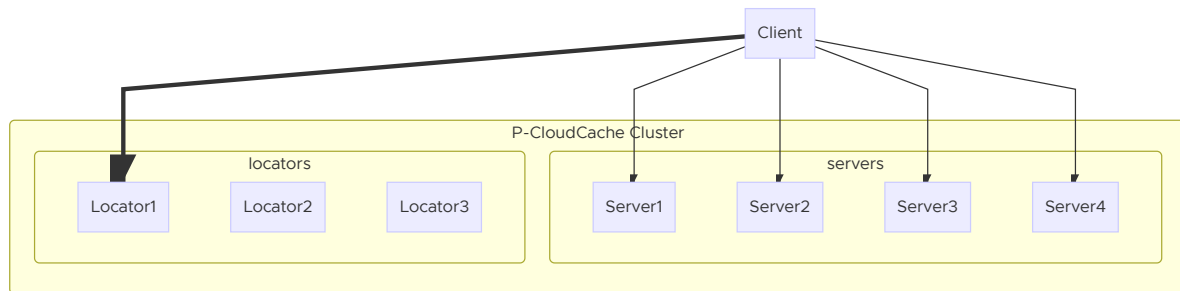 Client
P-CloudCache Cluster
locators
servers
Locator1
Locator2
Locator3
Server1
Server2
Server3
Server4